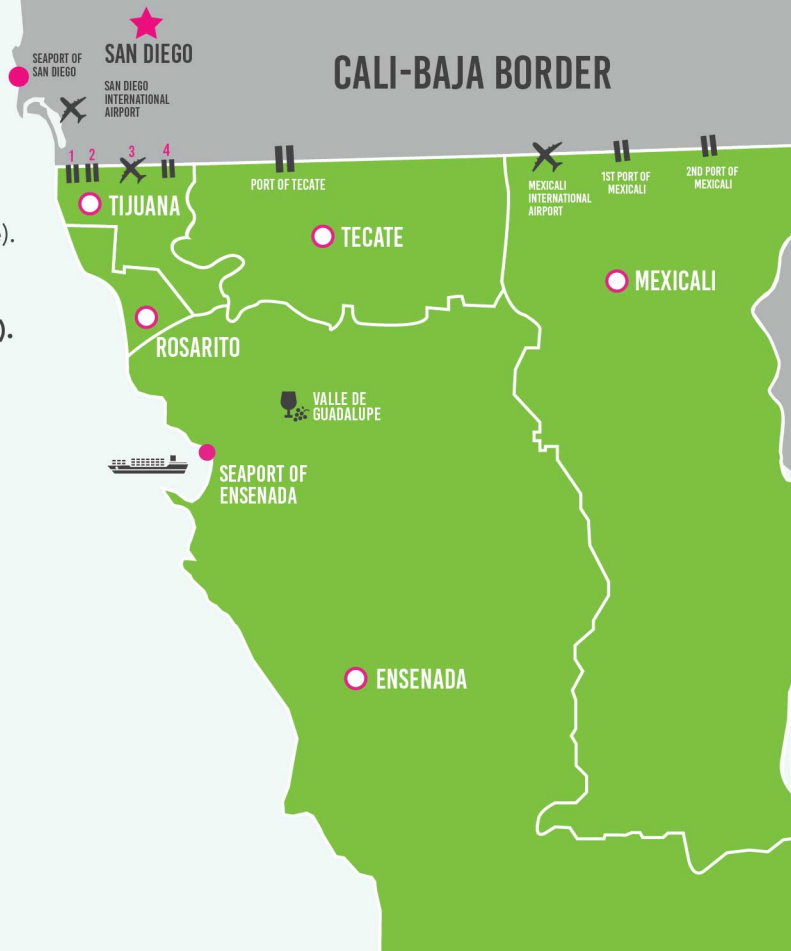 SEAPORT OF
SAN DIEGO
SAN DIEGO
SAN DIEGO
INTERNATIONAL
AIRPORT
CALI-BAJA BORDER
1 2 3 4
PORT OF TECATE
MEXICALI
INTERNATIONAL
AIRPORT
1ST PORT OF
MEXICALI
2ND PORT OF
MEXICALI
TIJUANA
TECATE
).
MEXICALI
).
ROSARITO
VALLE DE
GUADALUPE
SEAPORT OF
ENSENADA
ENSENADA